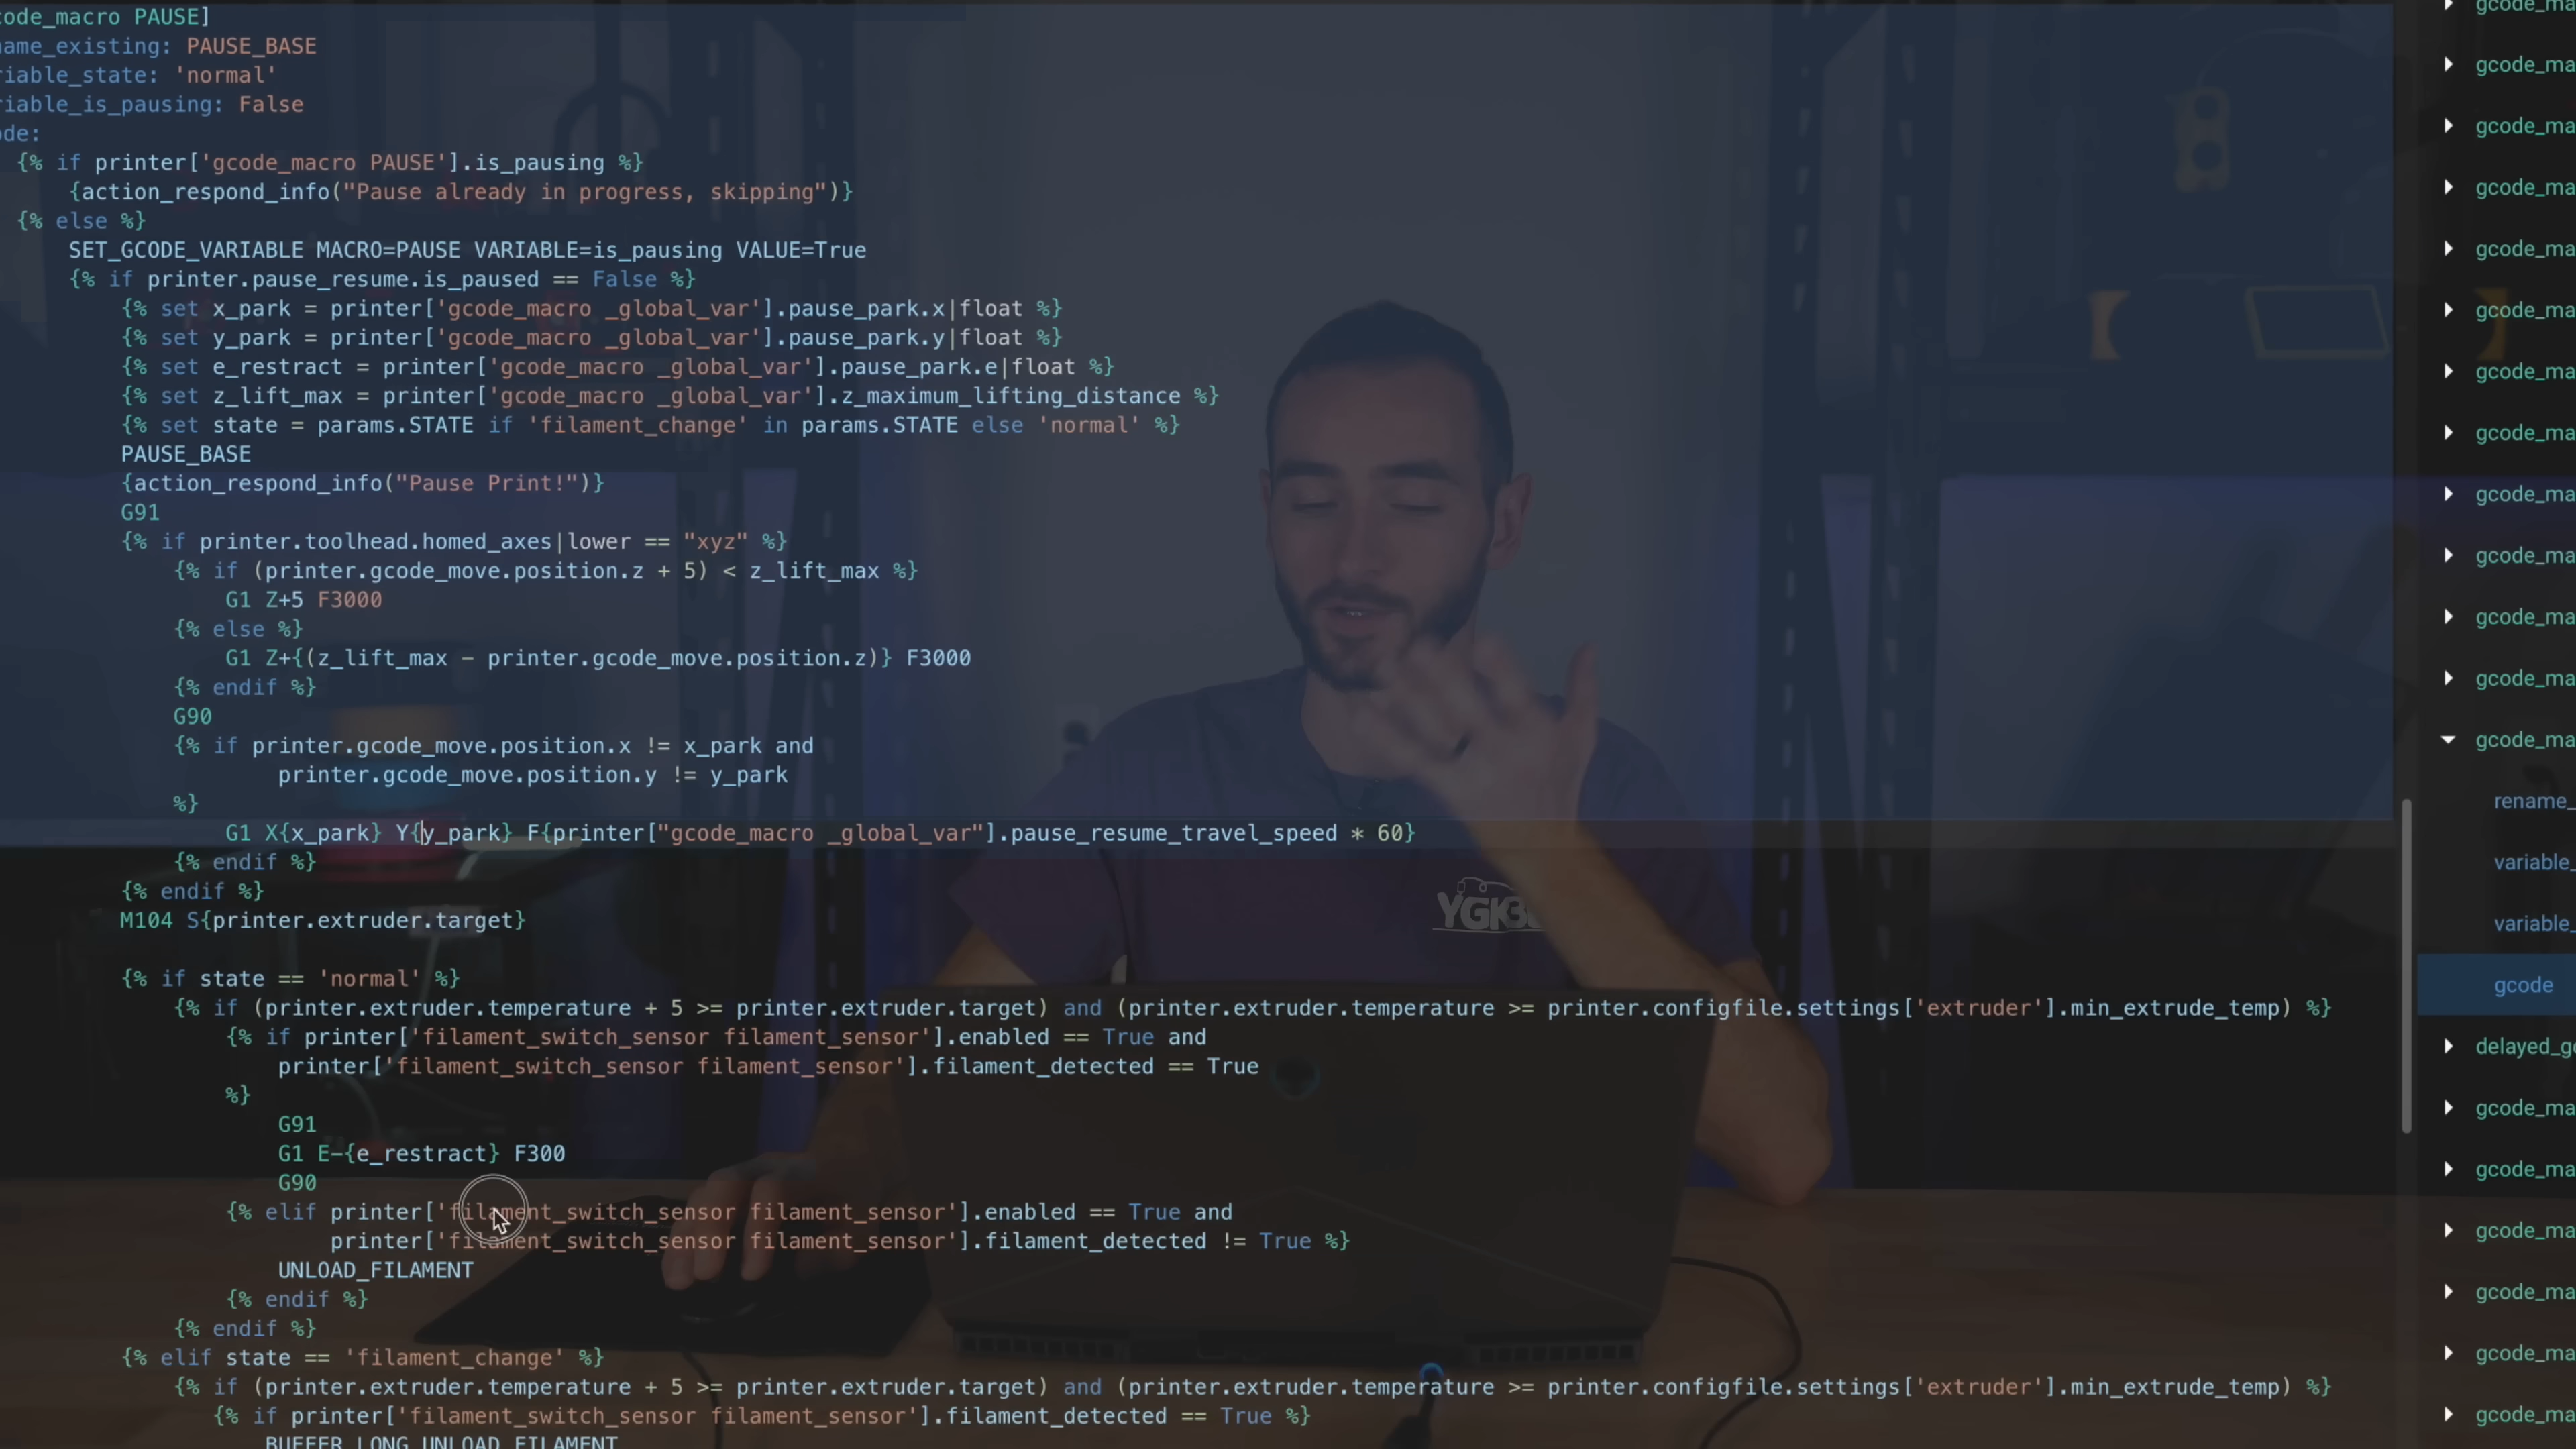 code_macro PAUSE]
name_existing: PAUSE_BASE
riable_state: 'normal'
riable_is_pausing: False
ode:
{% if printer['gcode_macro PAUSE'].is_pausing %}
{action_respond_info("Pause already in progress, skipping")}
{% else %}
SET_GCODE_VARIABLE MACRO=PAUSE VARIABLE=is_pausing VALUE=True
{% if printer.pause_resume.is_paused == False %}
{% set x_park = printer['gcode_macro _global_var'].pause_park.x|float %}
{% set y_park = printer['gcode_macro _global_var'].pause_park.y|float %}
{% set e_restract = printer['gcode_macro _global_var'].pause_park.e|float %}
{% set z_lift_max = printer['gcode_macro _global_var'].z_maximum_lifting_distance %}
{% set state = params.STATE if 'filament_change' in params.STATE else 'normal' %}
PAUSE_BASE
{action_respond_info("Pause Print!")}
G91
{% if printer.toolhead.homed_axes|lower == "xyz" %}
{% if (printer.gcode_move.position.z + 5) < z_lift_max %}
G1 Z+5 F3000
{% else %}
G1 Z+{(z_lift_max - printer.gcode_move.position.z)} F3000
{% endif %}
G90
{% if printer.gcode_move.position.x != x_park and
printer.gcode_move.position.y != y_park
%}
G1 X{x_park} Y{y_park} F{printer["gcode_macro _global_var"].pause_resume_travel_speed * 60}
{% endif %}
{% endif %}
M104 S{printer.extruder.target}
{% if state == 'normal' %}
{% if (printer.extruder.temperature + 5 >= printer.extruder.target) and (printer.extruder.temperature >= printer.configfile.settings['extruder'].min_extrude_temp) %}
{% if printer['filament_switch_sensor filament_sensor'].enabled == True and
printer['filament_switch_sensor filament_sensor'].filament_detected == True
%}
G91
G1 E-{e_restract} F300
G90
{% elif printer['filament_switch_sensor filament_sensor'].enabled == True and
printer['filament_switch_sensor filament_sensor'].filament_detected != True %}
UNLOAD_FILAMENT
{% endif %}
{% endif %}
{% elif state == 'filament_change' %}
{% if (printer.extruder.temperature + 5 >= printer.extruder.target) and (printer.extruder.temperature >= printer.configfile.settings['extruder'].min_extrude_temp) %}
{% if printer['filament_switch_sensor filament_sensor'].filament_detected == True %}
BUFFER_LONG_UNLOAD_FILAMENT
YGK3
gcode_ma
gcode_ma
gcode_ma
gcode_ma
gcode_ma
gcode_ma
gcode_ma
gcode_ma
gcode_ma
gcode_ma
gcode_ma
gcode_ma
gcode_ma
rename_
variable_
variable_
gcode
delayed_gc
gcode_ma
gcode_ma
gcode_ma
gcode_ma
gcode_ma
gcode_ma